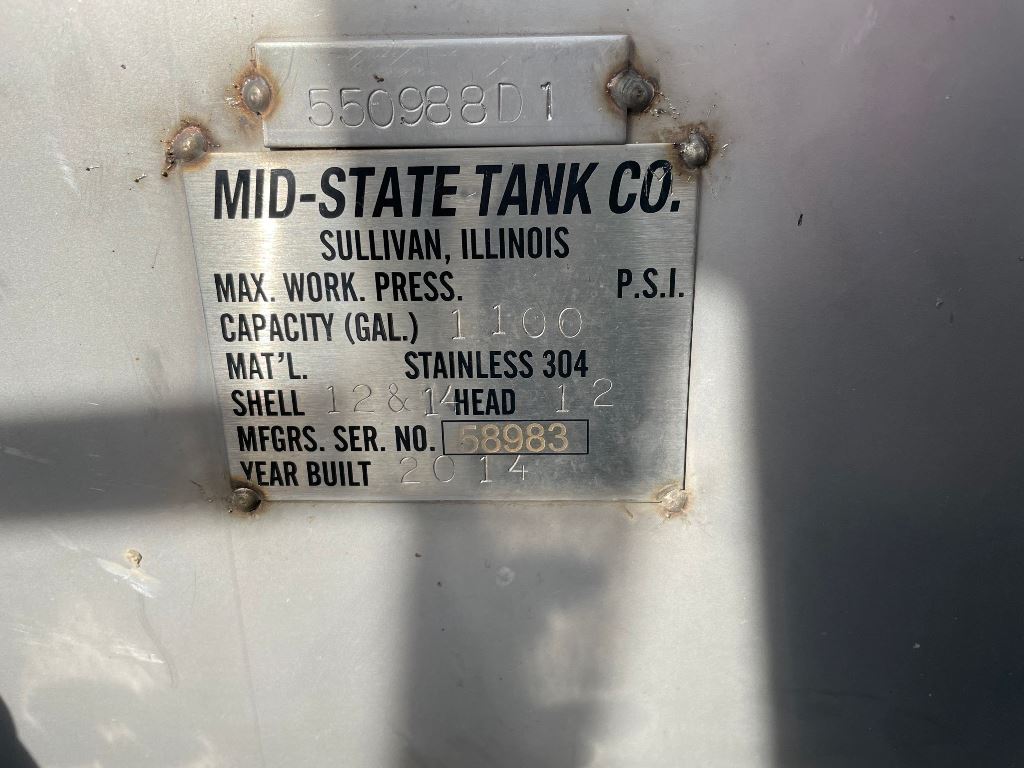 550988D1
MID-STATE TANK CO.
SULLIVAN, ILLINOIS
MAX. WORK. PRESS. P.S.I.
CAPACITY (GAL.) 1100
MAT'L. STAINLESS 304
SHELL 12&14 HEAD 12
MFGRS. SER. NO. 58983
YEAR BUILT 2014